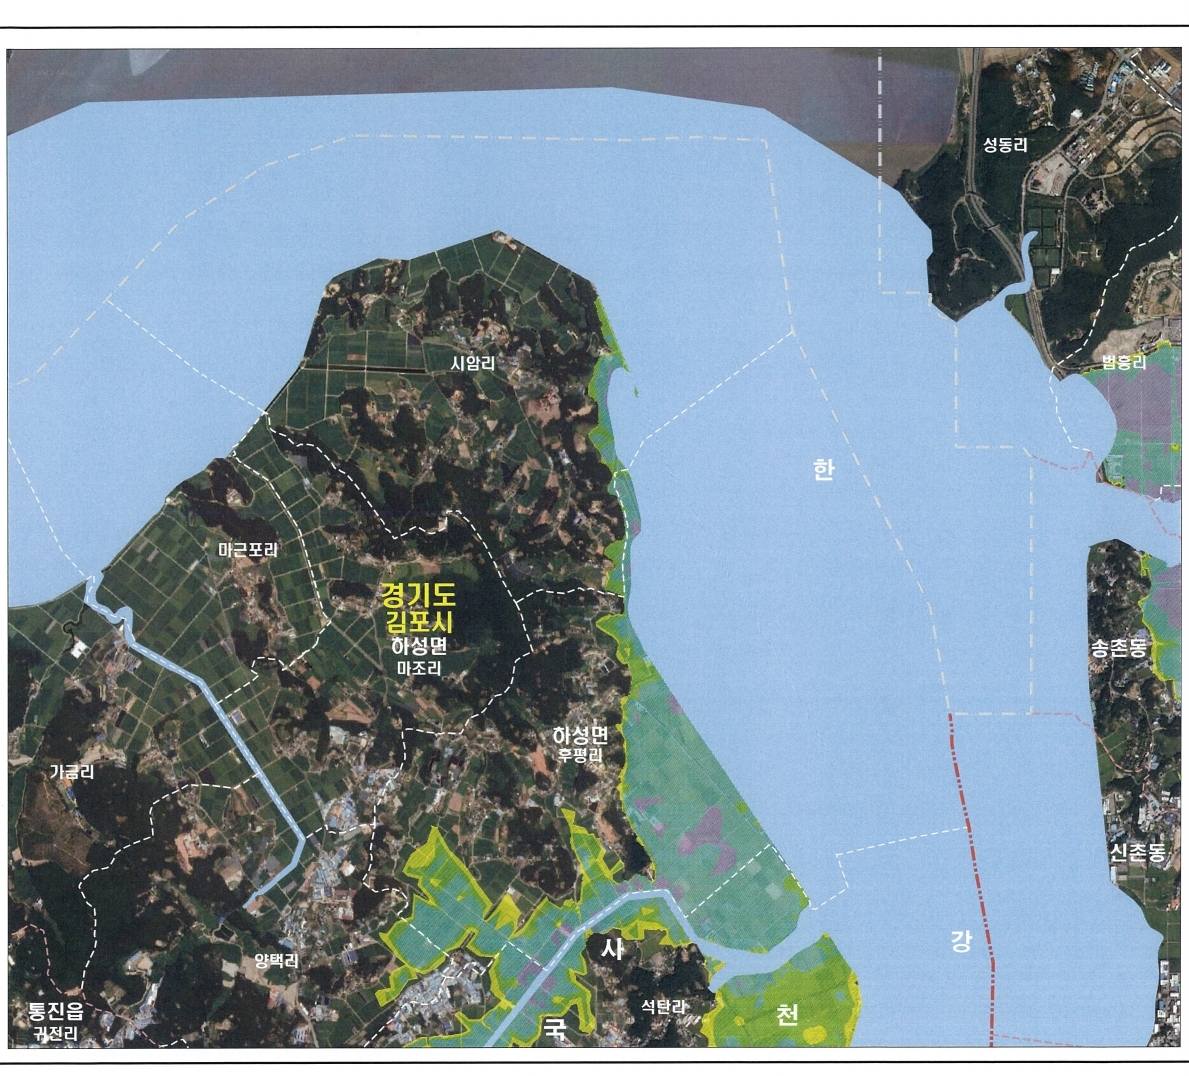 성동리
범흥리
시암리
한
마근포리
경기도
김포시
하성면
마조리
송촌동
하성면
후평리
가금리
신촌동
강
사
양택리
석탄리
천
국
통진읍
귀전리